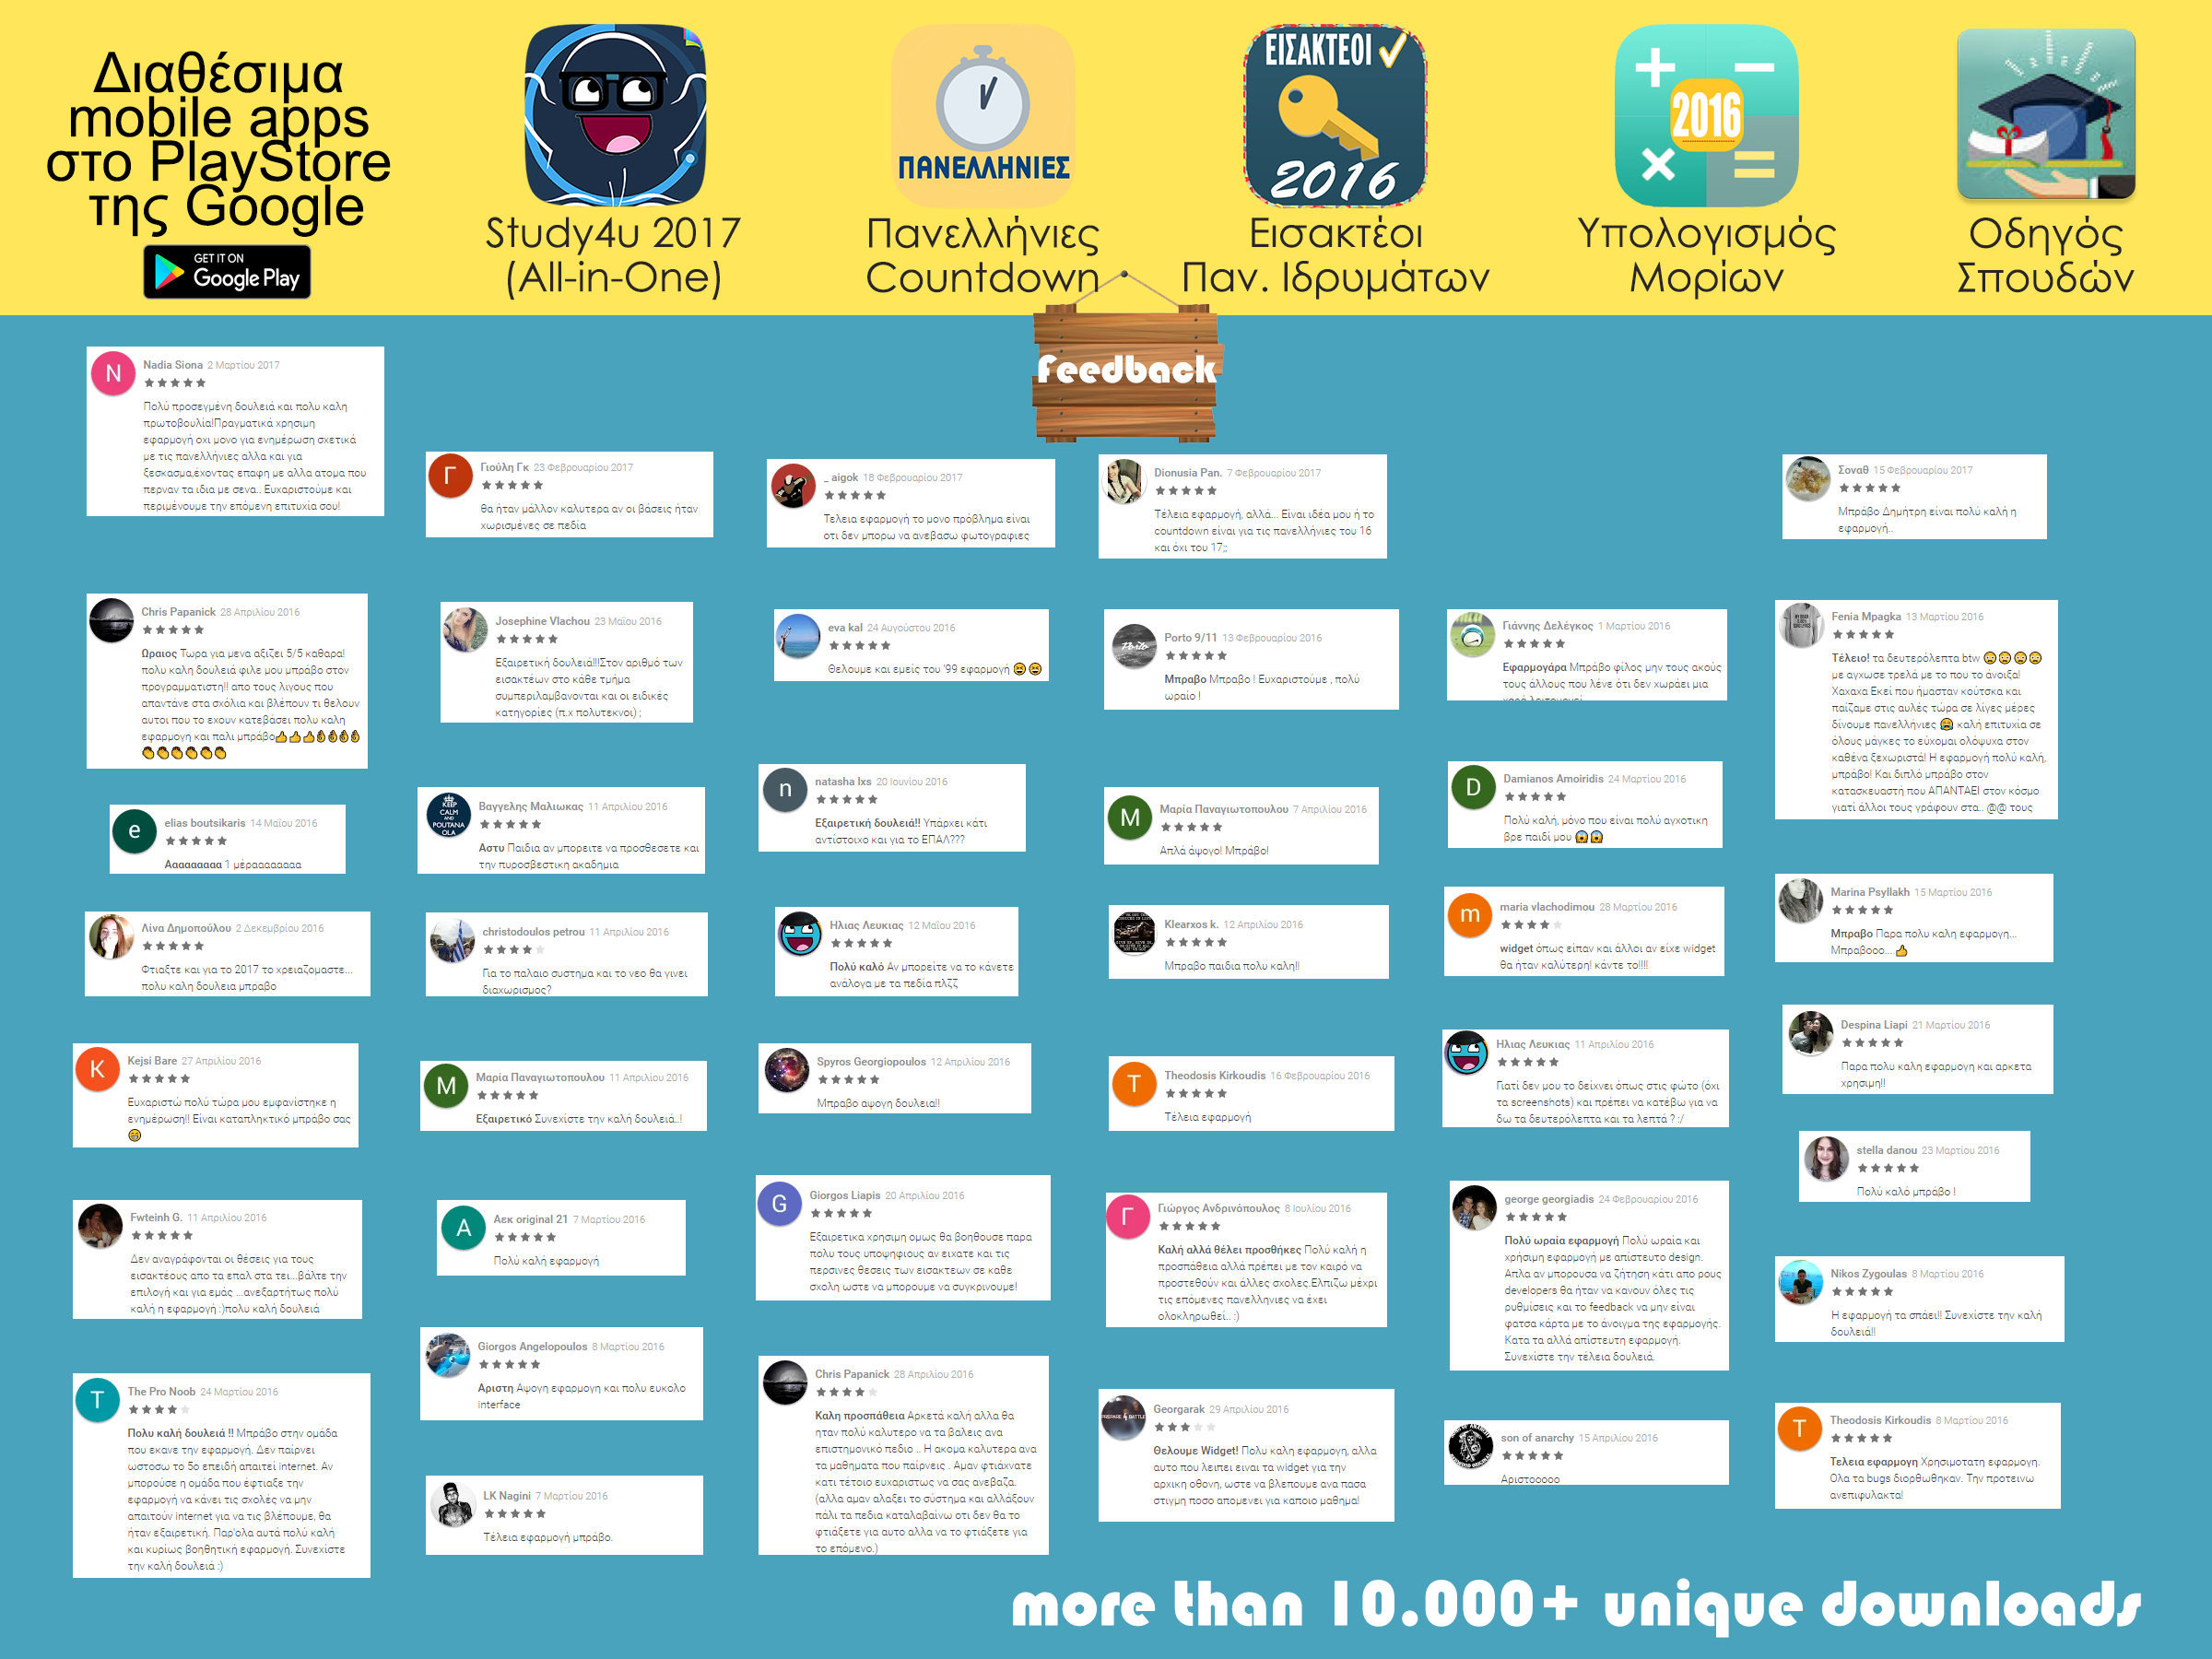 Διαθέσιμα
mobile apps
στο PlayStore
της Google
GET IT ON
Google Play
Study4u 2017
(All-in-One)
ΠΑΝΕΛΛΗΝΙΕΣ
Πανελλήνιες
Countdown
ΕΙΣΑΚΤΕΟΙ
2016
Εισακτέοι
Παν. Ιδρυμάτων
2016
Υπολογισμός
Μορίων
Οδηγός
Σπουδών
Feedback
N
Nadia Siona 2 Μαρτίου 2017
Πολύ προσεγμένη δουλειά και πολυ καλη
πρωτοβουλία!Πραγματικά χρησιμη
εφαρμογή οχι μονο για ενημέρωση σχετικά
με τις πανελλήνιες αλλα και για
ξεσκασμα,έχοντας επαφη με αλλα ατομα που
περναν τα ιδια με σενα.. Ευχαριστούμε και
περιμένουμε την επόμενη επιτυχία σου!
Γ
Γιούλη Γκ 23 Φεβρουαρίου 2017
θα ήταν μάλλον καλυτερα αν οι βάσεις ήταν
χωρισμένες σε πεδία
_ aigok 18 Φεβρουαρίου 2017
Τελεια εφαρμογή το μονο πρόβλημα είναι
οτι δεν μπορω να ανεβασω φωτογραφιες
Dionusia Pan. 7 Φεβρουαρίου 2017
Τέλεια εφαρμογή, αλλά... Είναι ιδέα μου ή το
countdown είναι για τις πανελλήνιες του 16
και όχι του 17;;
Σοναθ 15 Φεβρουαρίου 2017
Μπράβο Δημήτρη είναι πολύ καλή η
εφαρμογή..
Chris Papanick 28 Απριλίου 2016
Ωραιος Τωρα για μενα αξιζει 5/5 καθαρα!
πολυ καλη δουλειά φιλε μου μπράβο στον
προγραμματιστη!! απο τους λιγους που
απαντάνε στα σχόλια και βλέπουν τι θελουν
αυτοι που το εχουν κατεβάσει πολυ καλη
εφαρμογη και παλι μπράβο👍👍👍👌👌👌👌
👏👏👏👏👏👏
Josephine Vlachou 23 Μαΐου 2016
Εξαιρετική δουλειά!!!Στον αριθμό των
εισακτέων στο κάθε τμήμα
συμπεριλαμβανονται και οι ειδικές
κατηγορίες (π.χ πολυτεκνοι) ;
eva kal 24 Αυγούστου 2016
Θελουμε και εμείς του '99 εφαρμογή 😆😆
Porto 9/11 13 Φεβρουαρίου 2016
Μπραβο Μπραβο ! Ευχαριστούμε , πολύ
ωραίο !
Γιάννης Δελέγκος 1 Μαρτίου 2016
Εφαρμογάρα Μπράβο φίλος μην τους ακούς
τους άλλους που λένε ότι δεν χωράει μια
Fenia Mpagka 13 Μαρτίου 2016
Τέλειο! τα δευτερόλεπτα btw 😳😳😳😳
με αγχωσε τρελά με το που το άνοιξα!
Χαχαχα Εκεί που ήμασταν κούτσκα και
παίζαμε στις αυλές τώρα σε λίγες μέρες
δίνουμε πανελλήνιες 😭 καλή επιτυχία σε
όλους μάγκες το εύχομαι ολόψυχα στον
καθένα ξεχωριστά! Η εφαρμογή πολύ καλή,
μπράβο! Και διπλό μπράβο στον
κατασκευαστή που ΑΠΑΝΤΑΕΙ στον κόσμο
γιατί άλλοι τους γράφουν στα.. @@ τους
e
elias boutsikaris 14 Μαΐου 2016
Αααααααα 1 μέραααααααα
KEEP
CALM
AND
POUTANA
OLA
Βαγγελης Μαλιωκας 11 Απριλίου 2016
Αστυ Παιδια αν μπορειτε να προσθεσετε και
την πυροσβεστικη ακαδημια
n
natasha lxs 20 Ιουνίου 2016
Εξαιρετική δουλειά!! Υπάρχει κάτι
αντίστοιχο και για το ΕΠΑΛ???
M
Μαρία Παναγιωτοπουλου 7 Απριλίου 2016
Απλά άψογο! Μπράβο!
D
Damianos Amoiridis 24 Μαρτίου 2016
Πολύ καλή, μόνο που είναι πολύ αγχοτικη
βρε παιδί μου 😱😱
Λίνα Δημοπούλου 2 Δεκεμβρίου 2016
Φτιαξτε και για το 2017 το χρειαζομαστε...
πολυ καλη δουλεια μπραβο
christodoulos petrou 11 Απριλίου 2016
Για το παλαιο συστημα και το νεο θα γινει
διαχωρισμος?
Ηλιας Λευκιας 12 Μαΐου 2016
Πολύ καλό Αν μπορείτε να το κάνετε
ανάλογα με τα πεδία πλζζ
Klearxos k. 12 Απριλίου 2016
Μπραβο παιδια πολυ καλη!!
m
maria vlachodimou 28 Μαρτίου 2016
widget όπως είπαν και άλλοι αν είχε widget
θα ήταν καλύτερη! κάντε το!!!!
Marina Psyllakh 15 Μαρτίου 2016
Μπραβο Παρα πολυ καλη εφαρμογη...
Μπραβοοο... 👍
K
Kejsi Bare 27 Απριλίου 2016
Ευχαριστώ πολύ τώρα μου εμφανίστηκε η
ενημέρωση!! Είναι καταπληκτικό μπράβο σας
😁
M
Μαρία Παναγιωτοπουλου 11 Απριλίου 2016
Εξαιρετικό Συνεχίστε την καλή δουλειά..!
Spyros Georgiopoulos 12 Απριλίου 2016
Μπραβο αψογη δουλεια!!
T
Theodosis Kirkoudis 16 Φεβρουαρίου 2016
Τέλεια εφαρμογή
Ηλιας Λευκιας 11 Απριλίου 2016
Γιατί δεν μου το δείχνει όπως στις φώτο (όχι
τα screenshots) και πρέπει να κατέβω για να
δω τα δευτερόλεπτα και τα λεπτά ? :/
Despina Liapi 21 Μαρτίου 2016
Παρα πολυ καλη εφαρμογη και αρκετα
χρησιμη!!
stella danou 23 Μαρτίου 2016
Πολύ καλό μπράβο !
Fwteinh G. 11 Απριλίου 2016
Δεν αναγράφονται οι θέσεις για τους
εισακτέους απο τα επαλ στα τει...βάλτε την
επιλογή και για εμάς ...ανεξαρτήτως πολύ
καλή η εφαρμογή :)πολυ καλή δουλειά
A
Αεκ original 21 7 Μαρτίου 2016
Πολύ καλή εφαρμογή
G
Giorgos Liapis 20 Απριλίου 2016
Εξαιρετικα χρησιμη ομως θα βοηθουσε παρα
πολυ τους υποψηφιους αν ειχατε και τις
περσινες θεσεις των εισακτεων σε καθε
σχολη ωστε να μπορουμε να συγκρινουμε!
Γ
Γιώργος Ανδρινόπουλος 8 Ιουλίου 2016
Καλή αλλά θέλει προσθήκες Πολύ καλή η
προσπάθεια αλλά πρέπει με τον καιρό να
προστεθούν και άλλες σχολες.Ελπιζω μέχρι
τις επόμενες πανελληνιες να έχει
ολοκληρωθεί.. :)
george georgiadis 24 Φεβρουαρίου 2016
Πολύ ωραία εφαρμογή Πολύ ωραία και
χρήσιμη εφαρμογή με απίστευτο design.
Απλα αν μπορουσα να ζήτηση κάτι απο ρους
developers θα ήταν να κανουν όλες τις
ρυθμίσεις και το feedback να μην είναι
φατσα κάρτα με το άνοιγμα της εφαρμογής.
Κατα τα αλλά απίστευτη εφαρμογή.
Συνεχίστε την τέλεια δουλειά.
Nikos Zygoulas 8 Μαρτίου 2016
Η εφαρμογή τα σπάει!! Συνεχίστε την καλή
δουλειά!!
T
The Pro Noob 24 Μαρτίου 2016
Πολυ καλή δουλειά !! Μπράβο στην ομάδα
που εκανε την εφαρμογή. Δεν παίρνει
ωστοσο το 5ο επειδή απαιτεί internet. Αν
μπορούσε η ομάδα που έφτιαξε την
εφαρμογή να κάνει τις σχολές να μην
απαιτούν internet για να τις βλέπουμε, θα
ήταν εξαιρετική. Παρ'ολα αυτά πολύ καλή
και κυρίως βοηθητική εφαρμογή. Συνεχίστε
την καλή δουλειά :)
Giorgos Angelopoulos 8 Μαρτίου 2016
Αριστη Αψογη εφαρμογη και πολυ ευκολο
interface
LK Nagini 7 Μαρτίου 2016
Τέλεια εφαρμογή μπράβο.
Chris Papanick 28 Απριλίου 2016
Καλη προσπάθεια Αρκετά καλή αλλα θα
ηταν πολύ καλυτερο να τα βαλεις ανα
επιστημονικό πεδιο .. Η ακομα καλυτερα ανα
τα μαθηματα που παίρνεις . Αμαν φτιάχνατε
κατι τέτοιο ευχαριστως να σας ανεβαζα.
(αλλα αμαν αλαξει το σύστημα και αλλάξουν
πάλι τα πεδια καταλαβαίνω οτι δεν θα το
φτιάξετε για αυτο αλλα να το φτιάξετε για
το επόμενο.)
PREPARE BATTLE
Georgarak 29 Απριλίου 2016
Θελουμε Widget! Πολυ καλη εφαρμογη, αλλα
αυτο που λειπει ειναι τα widget για την
αρχικη οθονη, ωστε να βλεπουμε ανα πασα
στιγμη ποσο απομενει για καποιο μαθημα!
son of anarchy 15 Απριλίου 2016
Αριστοοοοο
T
Theodosis Kirkoudis 8 Μαρτίου 2016
Τελεια εφαρμογη Χρησιμοτατη εφαρμογη.
Ολα τα bugs διορθωθηκαν. Την προτεινω
ανεπιφυλακτα!
more than 10.000+ unique downloads